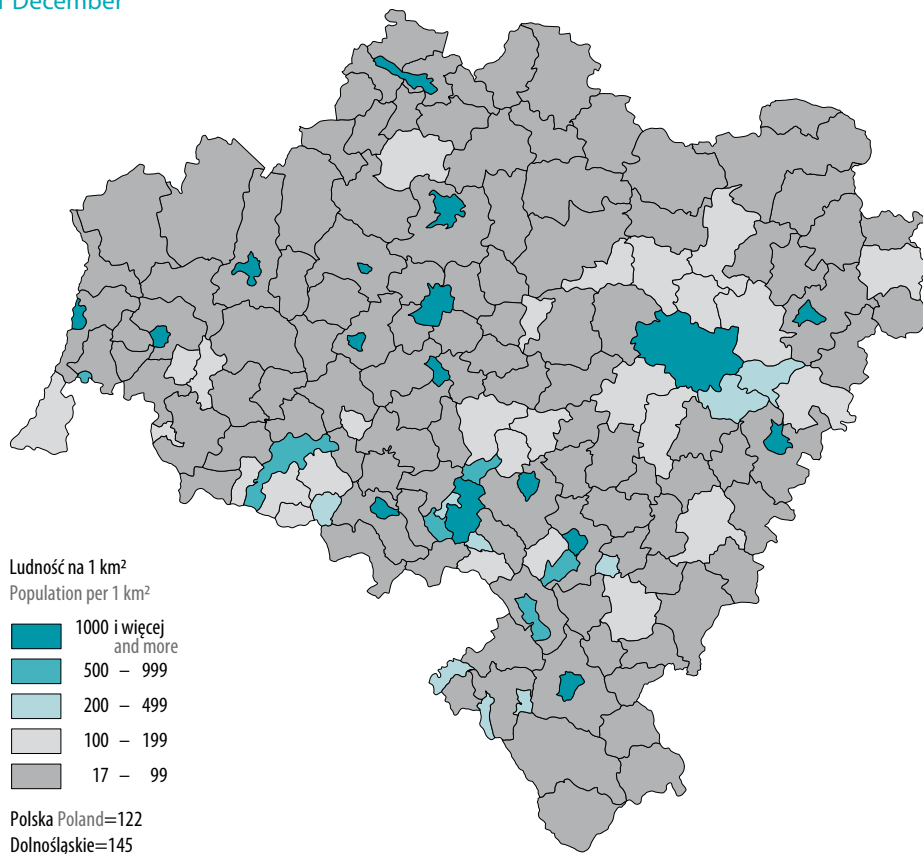 December
Ludność na 1 km²
Population per 1 km²
1000 i więcej
and more
500 – 999
200 – 499
100 – 199
17 – 99
Polska Poland=122
Dolnośląskie=145